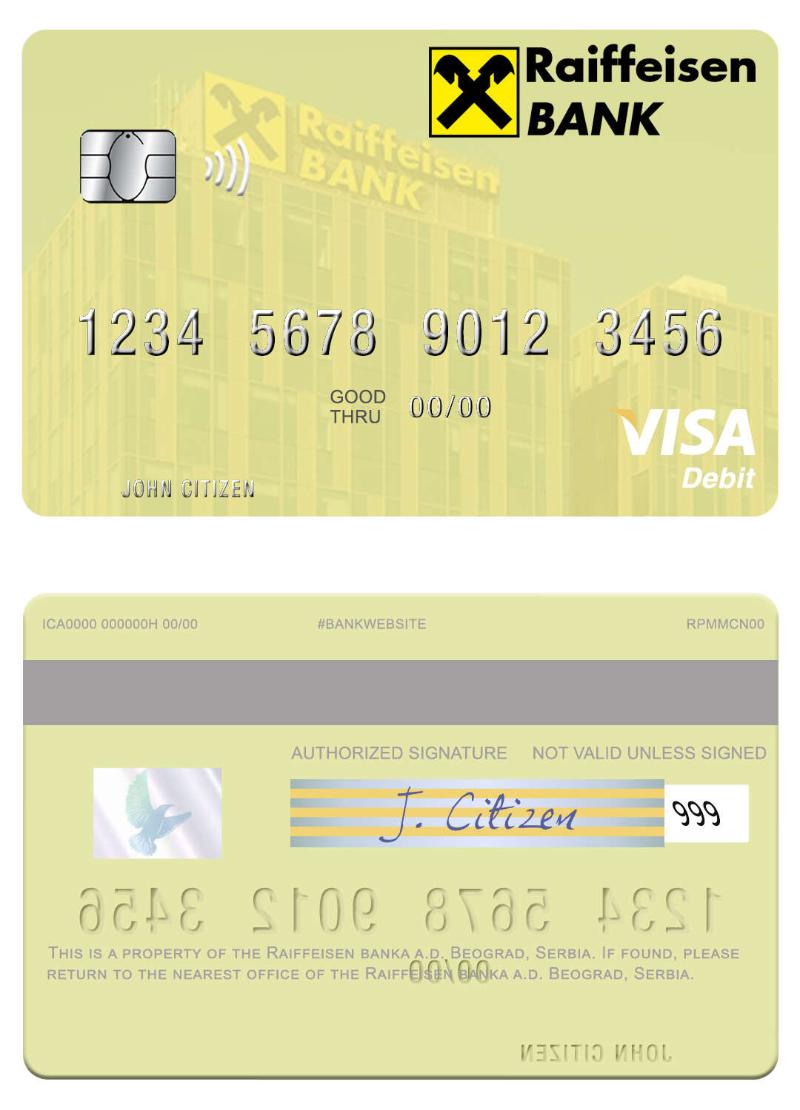 Raiffeisen
BANK
Raiffeisen
BANK
1234 5678 9012 3456
GOOD
THRU 00/00
VISA
Debit
JOHN CITIZEN
ICA0000 000000H 00/00 #BANKWEBSITE RPMMCN00
AUTHORIZED SIGNATURE NOT VALID UNLESS SIGNED
J. Citizen 999
1234 5678 9012 3456
THIS IS A PROPERTY OF THE RAIFFEISEN BANKA A.D. BEOGRAD, SERBIA. IF FOUND, PLEASE
RETURN TO THE NEAREST OFFICE OF THE RAIFFEISEN BANKA A.D. BEOGRAD, SERBIA.
00/00
JOHN CITIZEN